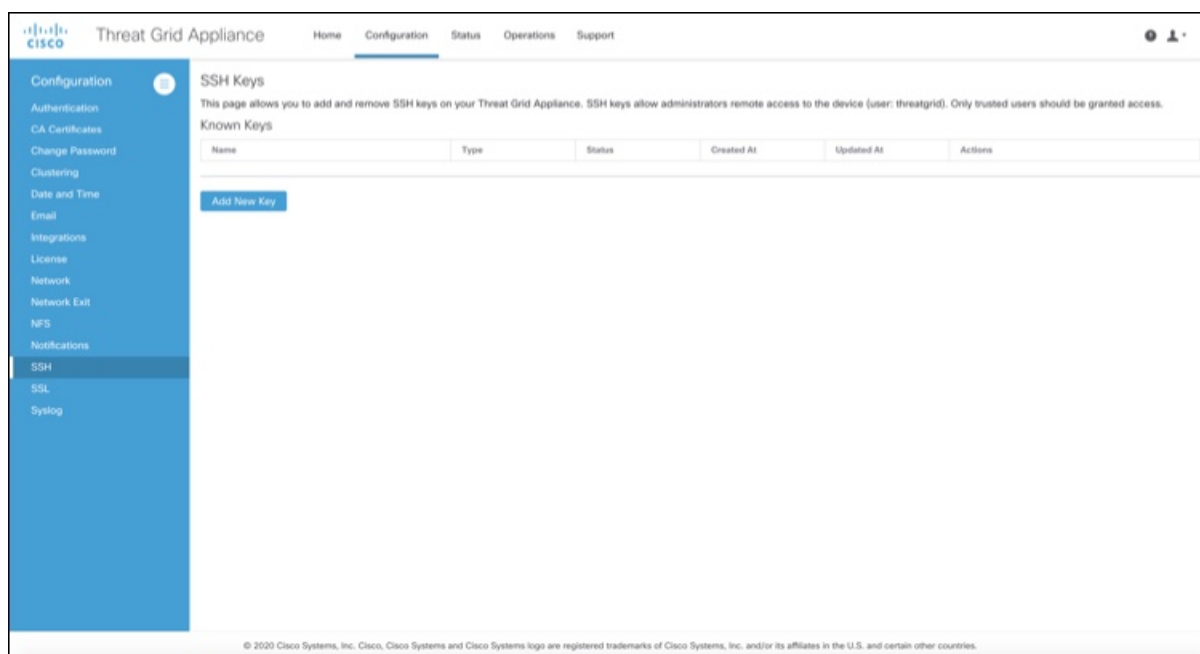 CISCO
Threat Grid Appliance
Home Configuration Status Operations Support
Configuration
Authentication
CA Certificates
Change Password
Clustering
Date and Time
Email
Integrations
License
Network
Network Exit
NFS
Notifications
SSH
SSL
Syslog
SSH Keys
This page allows you to add and remove SSH keys on your Threat Grid Appliance. SSH keys allow administrators remote access to the device (user: threatgrid). Only trusted users should be granted access.
Known Keys
Name Type Status Created At Updated At Actions
Add New Key
© 2020 Cisco Systems, Inc. Cisco, Cisco Systems and Cisco Systems logo are registered trademarks of Cisco Systems, Inc. and/or its affiliates in the U.S. and certain other countries.